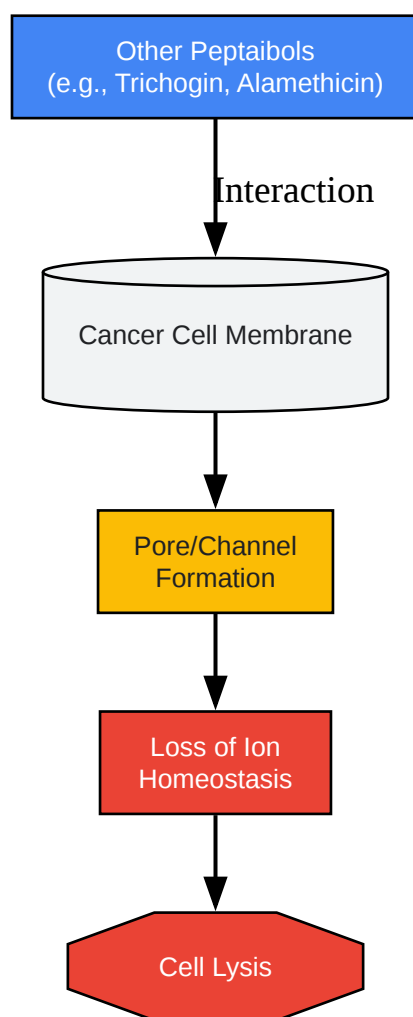 Other Peptaibols
(e.g., Trichogin, Alamethicin)
Interaction
Cancer Cell Membrane
Pore/Channel
Formation
Loss of Ion
Homeostasis
Cell Lysis